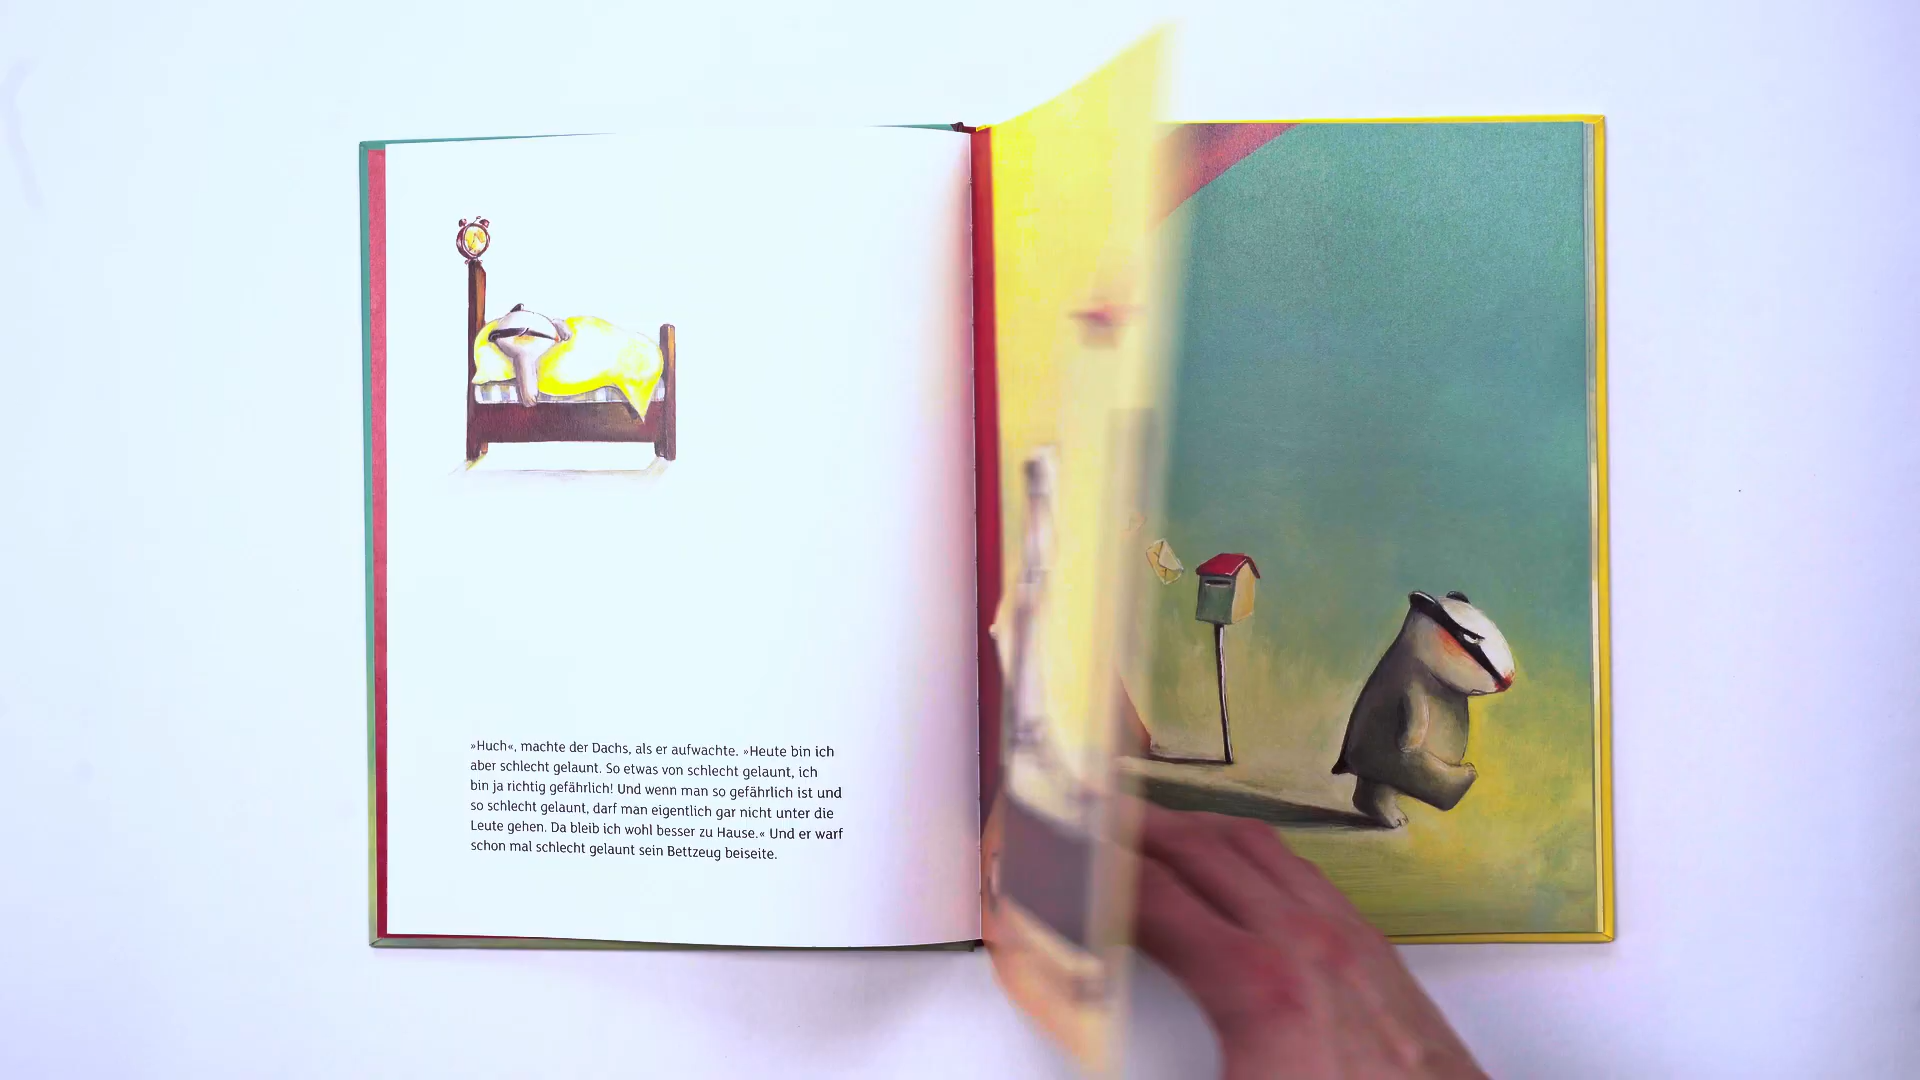 »Huch«, machte der Dachs, als er aufwachte. »Heute bin ich
aber schlecht gelaunt. So etwas von schlecht gelaunt, ich
bin ja richtig gefährlich! Und wenn man so gefährlich ist und
so schlecht gelaunt, darf man eigentlich gar nicht unter die
Leute gehen. Da bleib ich wohl besser zu Hause.« Und er warf
schon mal schlecht gelaunt sein Bettzeug beiseite.